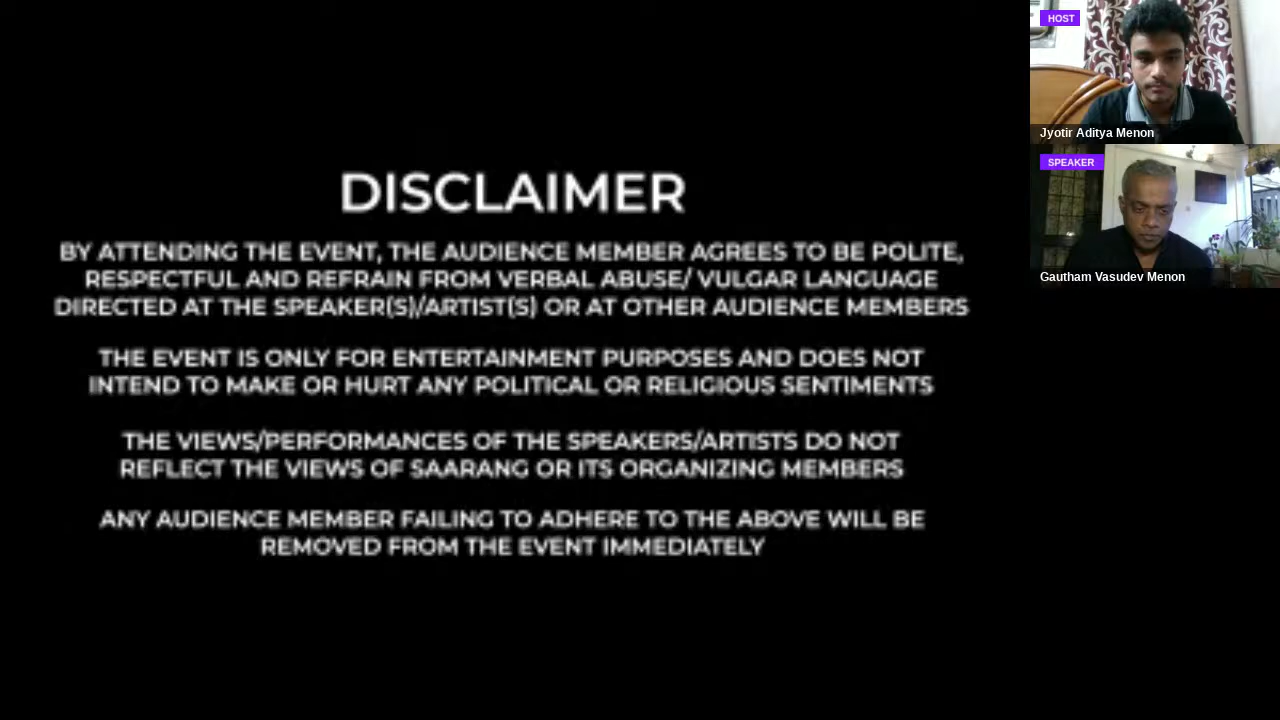 DISCLAIMER
BY ATTENDING THE EVENT, THE AUDIENCE MEMBER AGREES TO BE POLITE,
RESPECTFUL AND REFRAIN FROM VERBAL ABUSE/ VULGAR LANGUAGE
DIRECTED AT THE SPEAKER(S)/ARTIST(S) OR AT OTHER AUDIENCE MEMBERS
THE EVENT IS ONLY FOR ENTERTAINMENT PURPOSES AND DOES NOT
INTEND TO MAKE OR HURT ANY POLITICAL OR RELIGIOUS SENTIMENTS
THE VIEWS/PERFORMANCES OF THE SPEAKERS/ARTISTS DO NOT
REFLECT THE VIEWS OF SAARANG OR ITS ORGANIZING MEMBERS
ANY AUDIENCE MEMBER FAILING TO ADHERE TO THE ABOVE WILL BE
REMOVED FROM THE EVENT IMMEDIATELY
HOST
Jyotir Aditya Menon
SPEAKER
Gautham Vasudev Menon